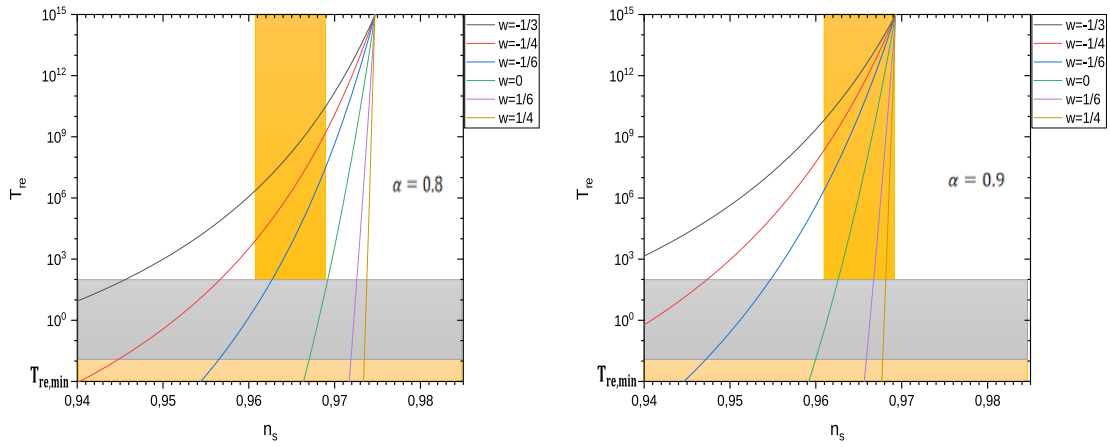 10^15
10^12
10^9
10^6
10^3
10^0
T_re,min
T_re
0,94
0,95
0,96
0,97
0,98
n_s
α = 0.8
w=-1/3
w=-1/4
w=-1/6
w=0
w=1/6
w=1/4
10^15
10^12
10^9
10^6
10^3
10^0
T_re,min
T_re
0,94
0,95
0,96
0,97
0,98
n_s
α = 0.9
w=-1/3
w=-1/4
w=-1/6
w=0
w=1/6
w=1/4